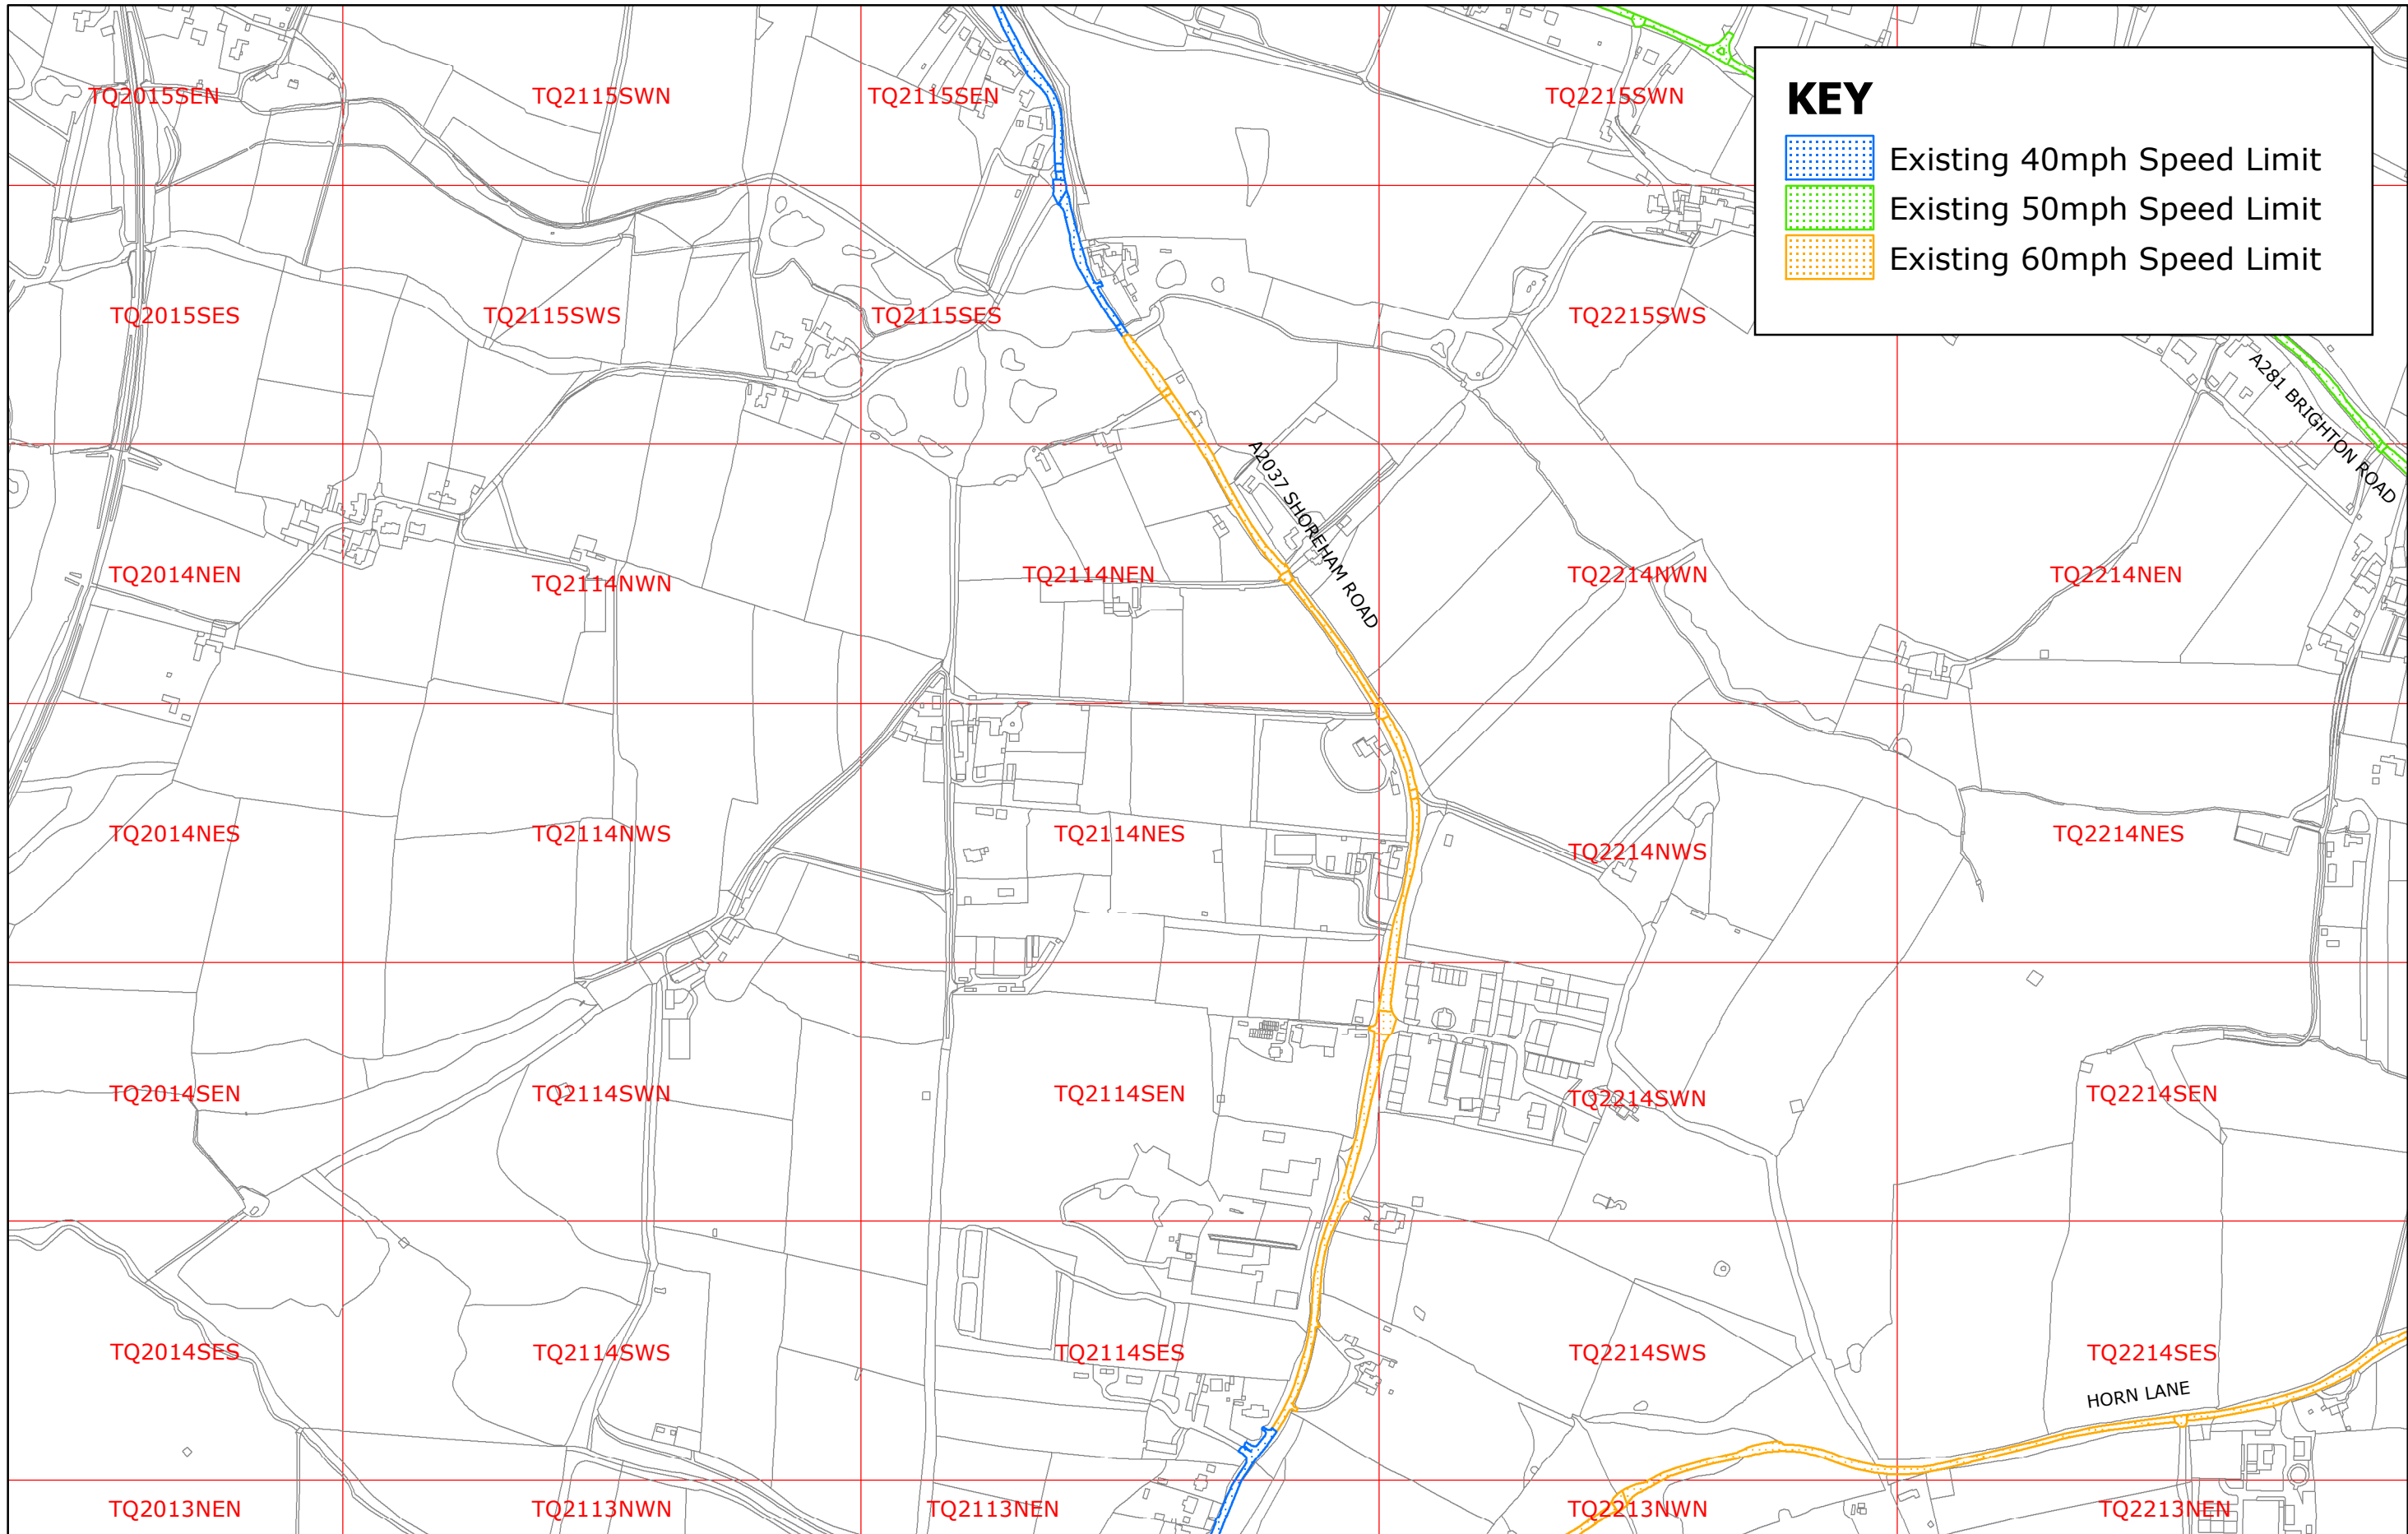 TQ2015SEN
TQ2115SWN
TQ2115SEN
TQ2215SWN
KEY
Existing 40mph Speed Limit
Existing 50mph Speed Limit
Existing 60mph Speed Limit
TQ2015SES
TQ2115SWS
TQ2115SES
TQ2215SWS
A281 BRIGHTON ROAD
A2037 SHOREHAM ROAD
TQ2014NEN
TQ2114NWN
TQ2114NEN
TQ2214NWN
TQ2214NEN
TQ2014NES
TQ2114NWS
TQ2114NES
TQ2214NWS
TQ2214NES
TQ2014SEN
TQ2114SWN
TQ2114SEN
TQ2214SWN
TQ2214SEN
TQ2014SES
TQ2114SWS
TQ2114SES
TQ2214SWS
TQ2214SES
HORN LANE
TQ2013NEN
TQ2113NWN
TQ2113NEN
TQ2213NWN
TQ2213NEN